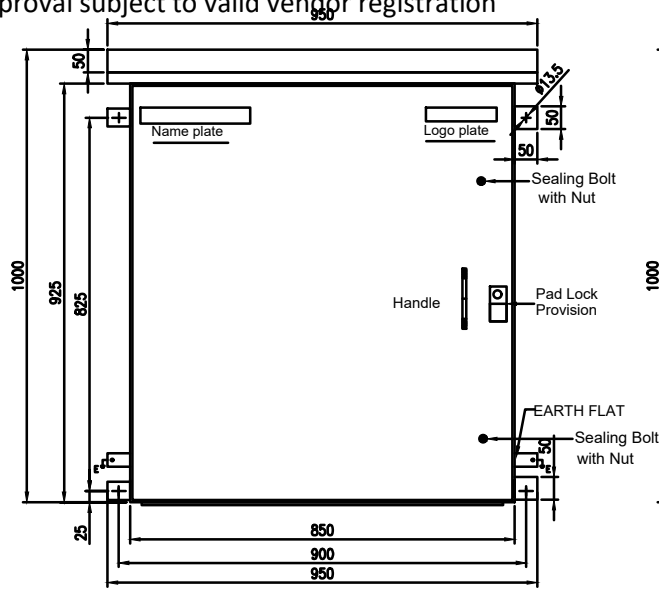 proval subject to valid vendor registration
950
50
ø13.5
50
50
Name plate
Logo plate
Sealing Bolt
with Nut
1000
925
825
1000
Handle
Pad Lock
Provision
EARTH FLAT
50
Sealing Bolt
with Nut
E
E
25
850
900
950